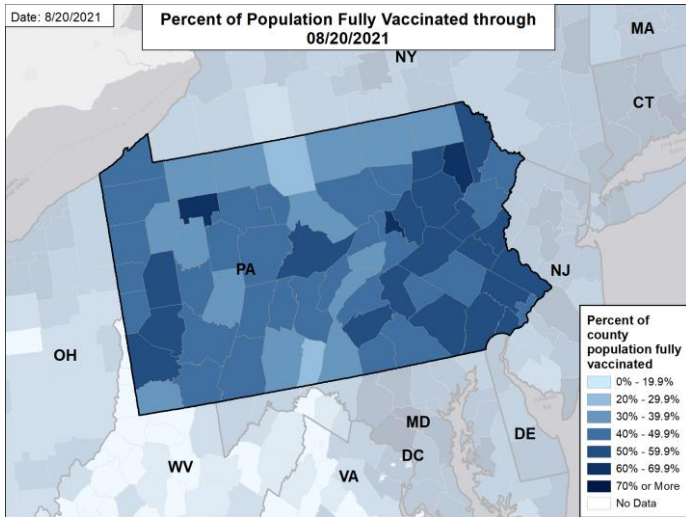 Date: 8/20/2021
Percent of Population Fully Vaccinated through
08/20/2021
NY
MA
CT
PA
NJ
OH
MD
DE
WV
VA
DC
Percent of
county
population fully
vaccinated
0% - 19.9%
20% - 29.9%
30% - 39.9%
40% - 49.9%
50% - 59.9%
60% - 69.9%
70% or More
No Data